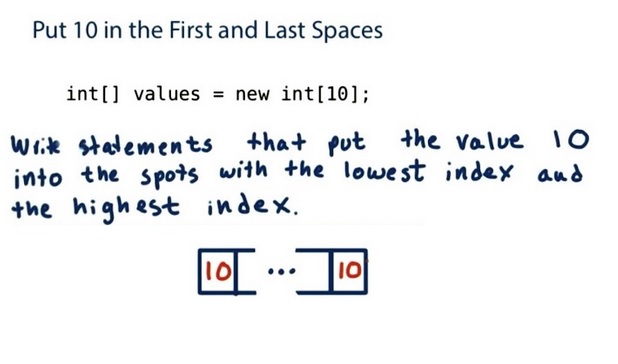 Put 10 in the First and Last Spaces
int[] values = new int[10];
Write statements that put the value 10
into the spots with the lowest index and
the highest index.
10 ... 10